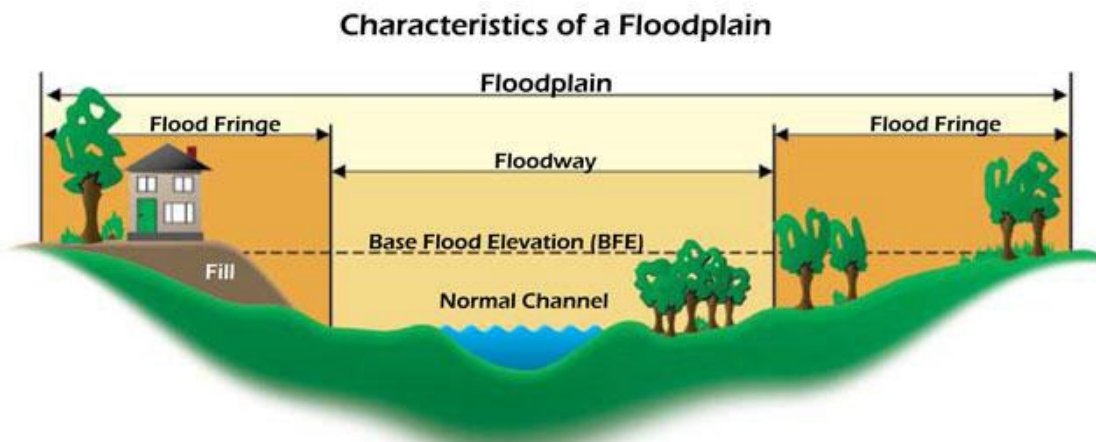 Characteristics of a Floodplain
Floodplain
Flood Fringe
Flood Fringe
Floodway
Base Flood Elevation (BFE)
Fill
Normal Channel